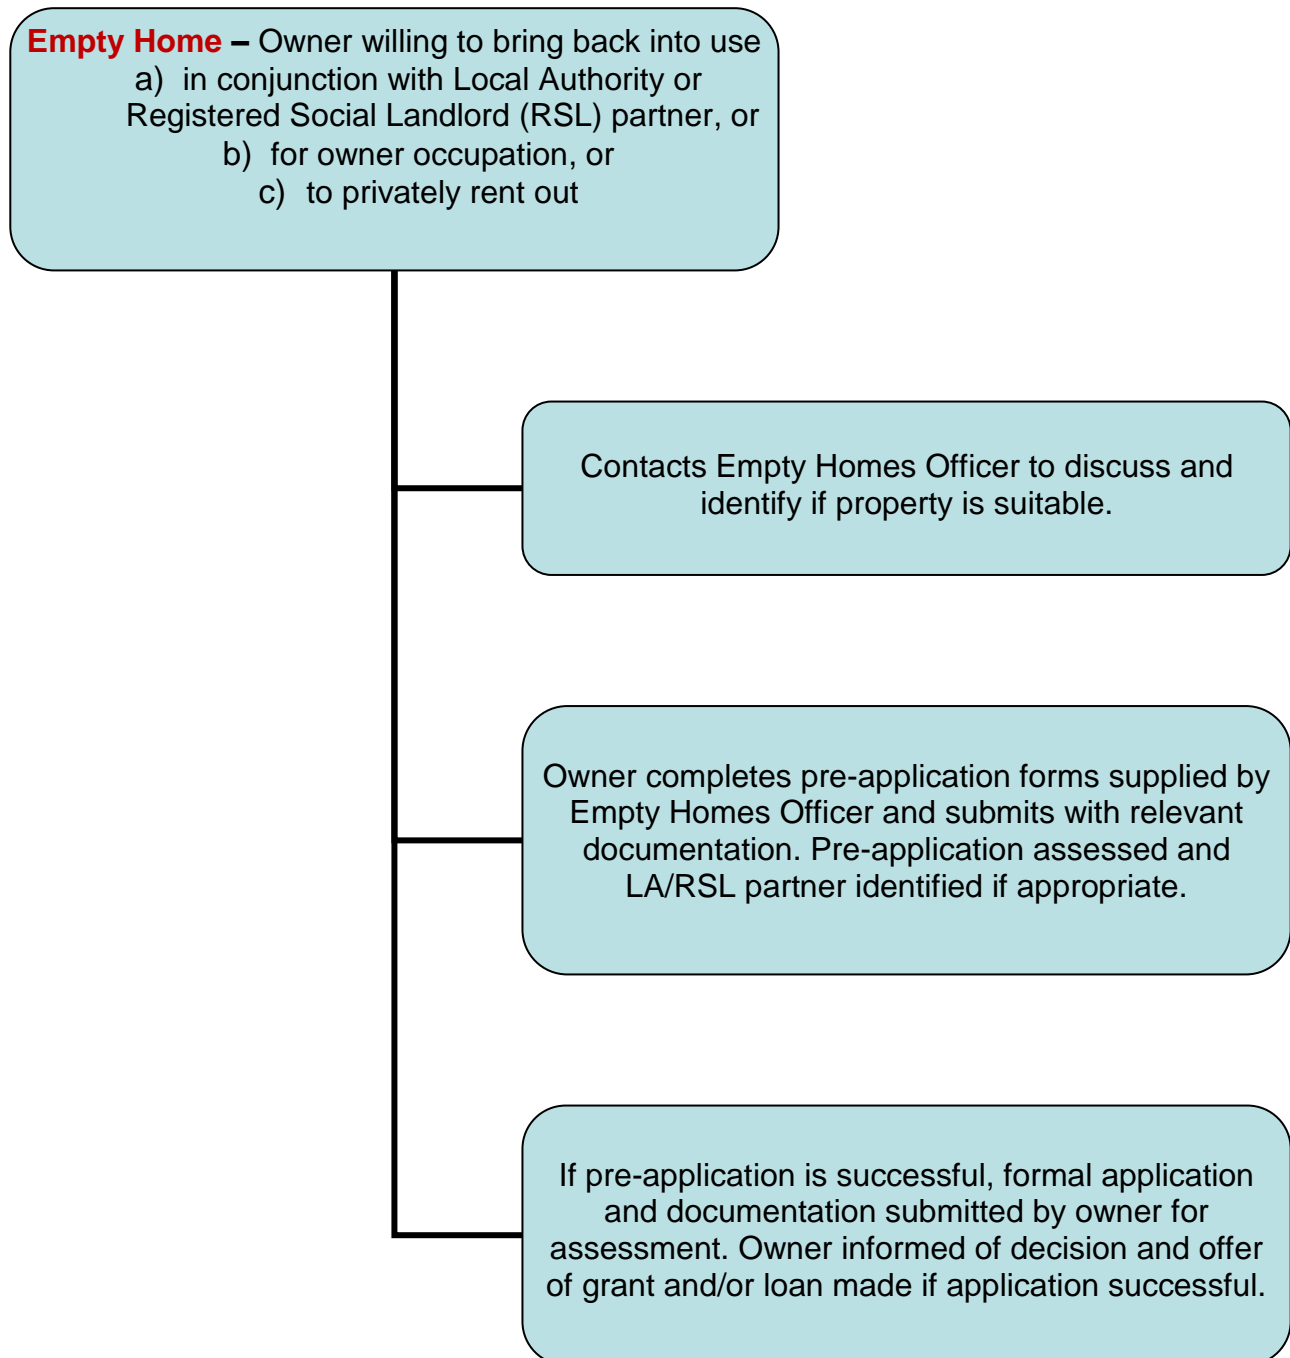 Empty Home – Owner willing to bring back into use
a) in conjunction with Local Authority or
Registered Social Landlord (RSL) partner, or
b) for owner occupation, or
c) to privately rent out
Contacts Empty Homes Officer to discuss and
identify if property is suitable.
Owner completes pre-application forms supplied by
Empty Homes Officer and submits with relevant
documentation. Pre-application assessed and
LA/RSL partner identified if appropriate.
If pre-application is successful, formal application
and documentation submitted by owner for
assessment. Owner informed of decision and offer
of grant and/or loan made if application successful.